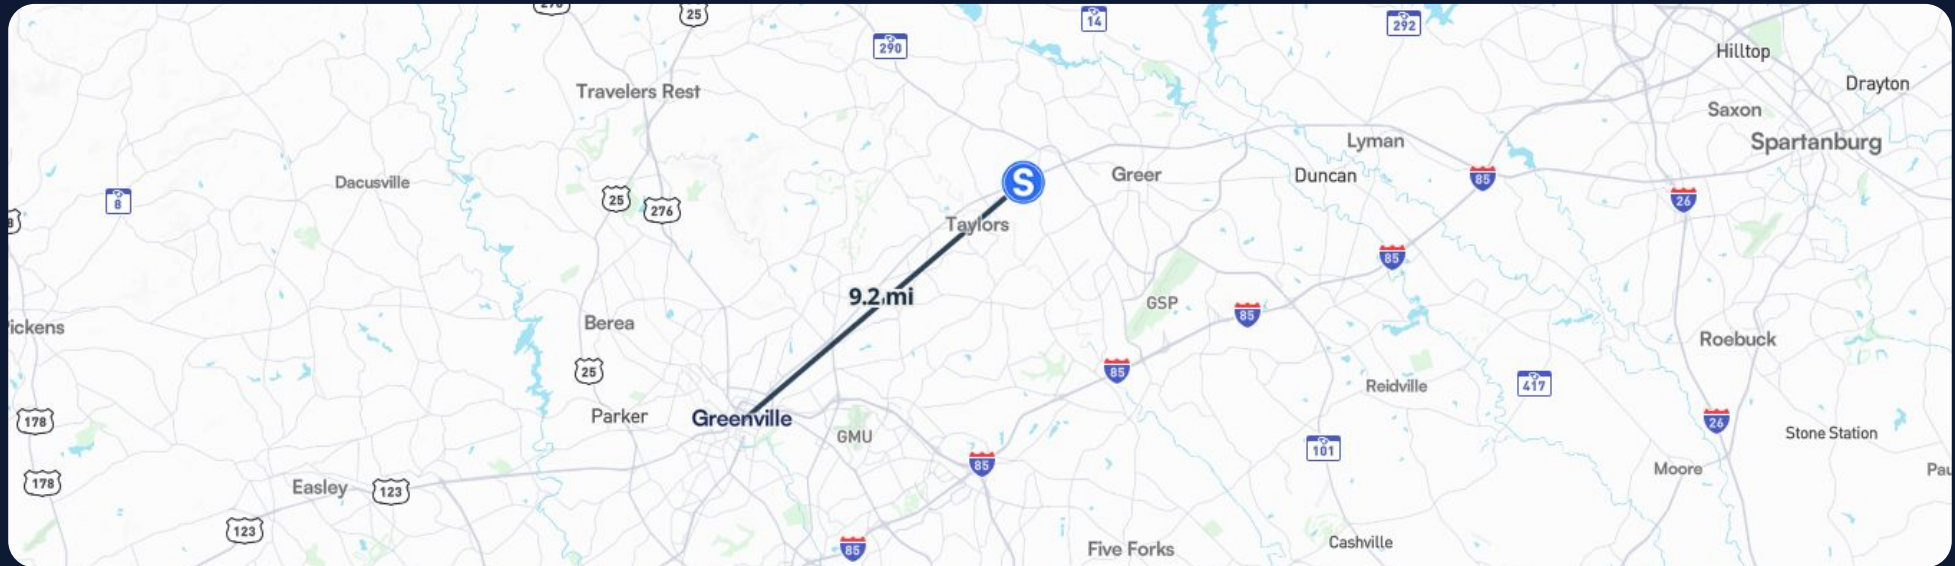 25
14
292
290
Hilltop
Drayton
Travelers Rest
Saxon
Lyman
Spartanburg
Greer
Duncan
85
S
Dacusville
8
25
276
26
Taylors
85
9.2 mi
GSP
85
Berea
Roebuck
25
85
Reidville
417
Parker
Greenville
178
GMU
26
Stone Station
101
85
Moore
178
Easley
123
123
85
Five Forks
Cashville